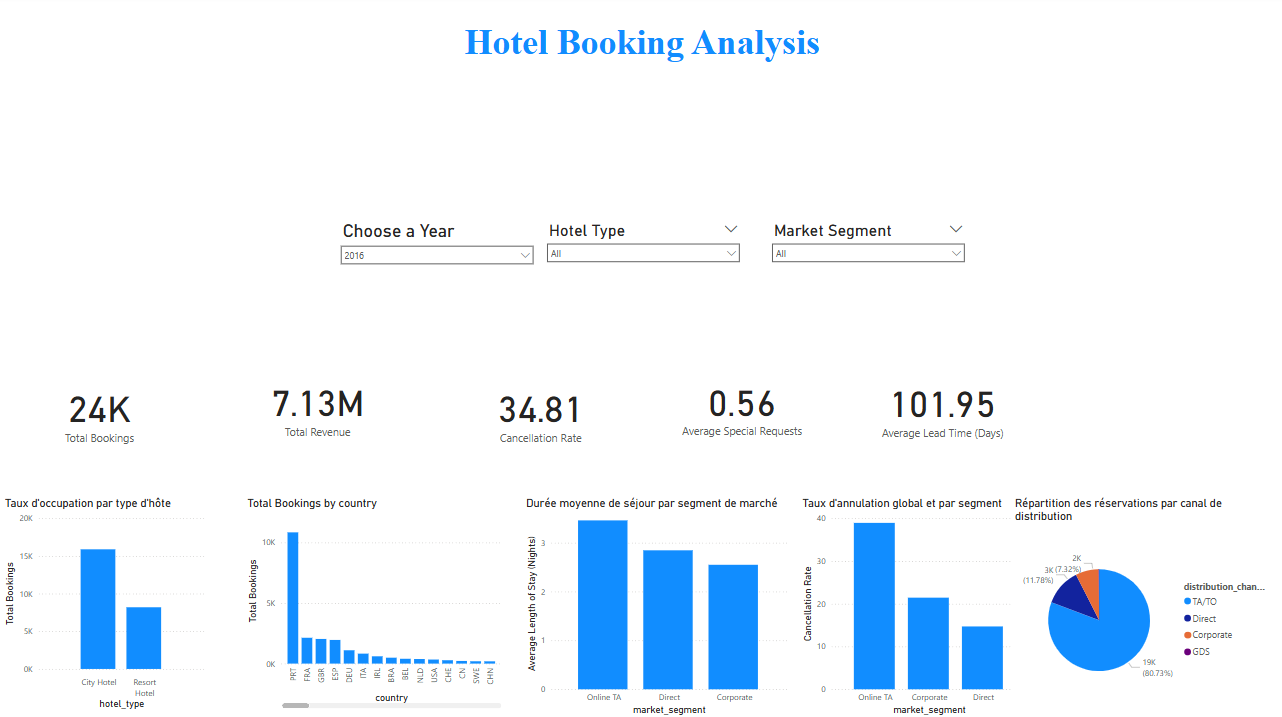 Hotel Booking Analysis
Choose a Year
2016
Hotel Type
All
Market Segment
All
24K
Total Bookings
7.13M
Total Revenue
34.81
Cancellation Rate
0.56
Average Special Requests
101.95
Average Lead Time (Days)
Taux d'occupation par type d'hôte
20K
15K
10K
5K
0K
Total Bookings
City Hotel
Resort
Hotel
hotel_type
Total Bookings by country
10K
5K
0K
Total Bookings
PRT
FRA
GBR
ESP
DEU
ITA
IRL
BRA
BEL
NLD
USA
CHE
CN
SWE
CHN
country
Durée moyenne de séjour par segment de marché
3
2
1
0
Average Length of Stay (Nights)
Online TA
Direct
Corporate
market_segment
Taux d'annulation global et par segment
40
30
20
10
0
Cancellation Rate
Online TA
Corporate
Direct
market_segment
Répartition des réservations par canal de
distribution
2K
(7.32%)
3K
(11.78%)
19K
(80.73%)
distribution_chan...
TA/TO
Direct
Corporate
GDS